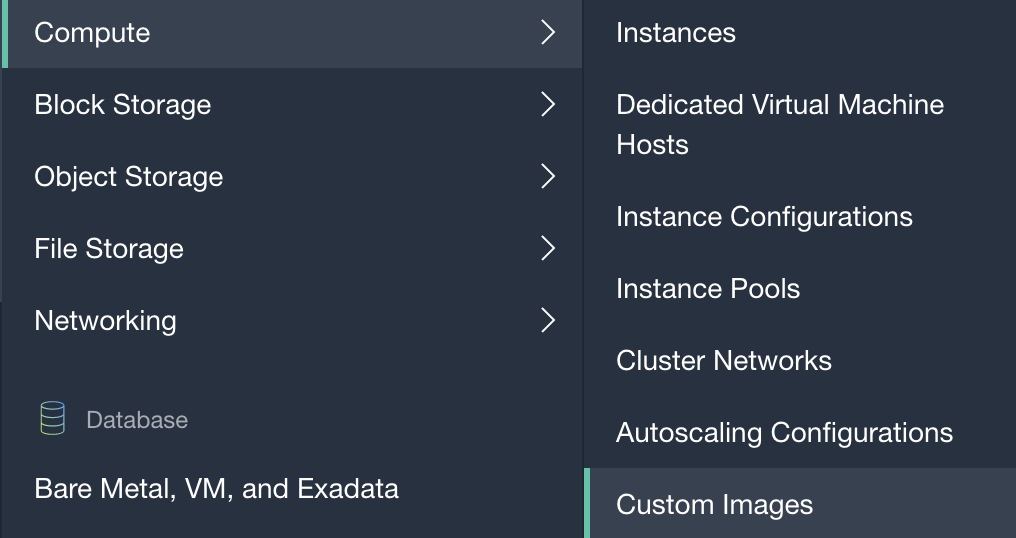 Compute
Block Storage
Object Storage
File Storage
Networking
Database
Bare Metal, VM, and Exadata
Instances
Dedicated Virtual Machine
Hosts
Instance Configurations
Instance Pools
Cluster Networks
Autoscaling Configurations
Custom Images